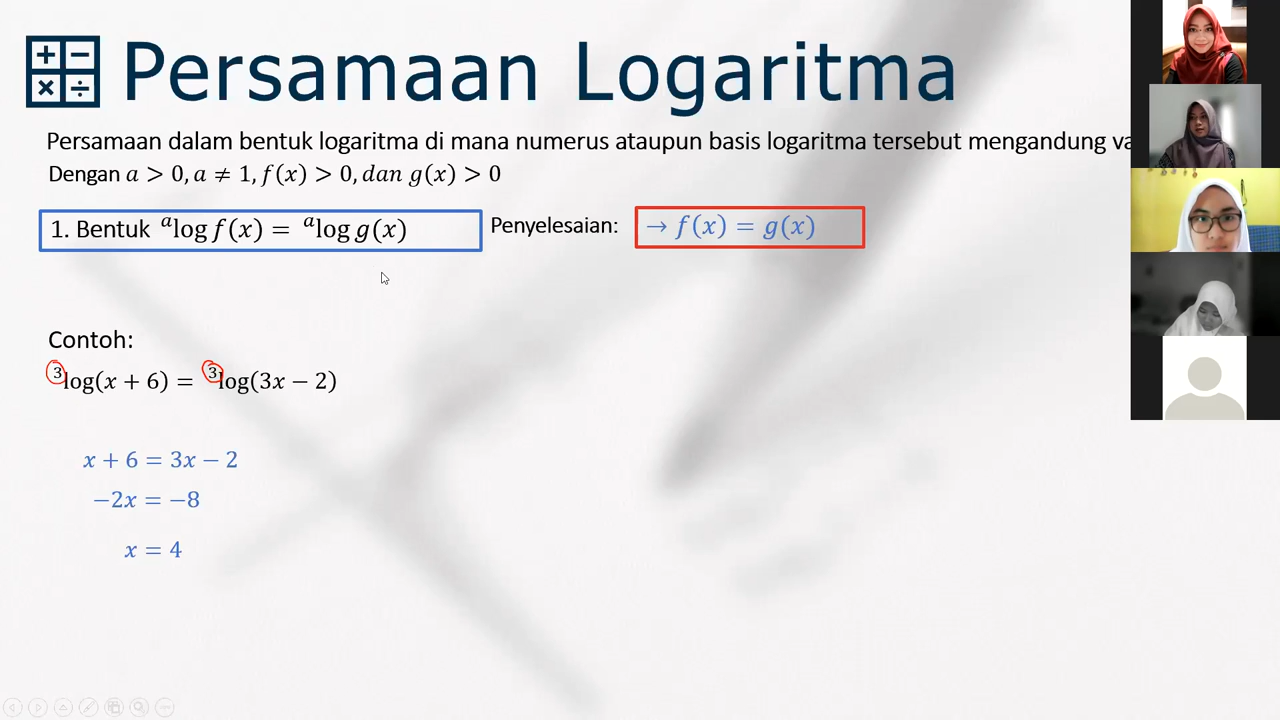 Persamaan Logaritma
Persamaan dalam bentuk logaritma di mana numerus ataupun basis logaritma tersebut mengandung va
Dengan a > 0, a ≠ 1, f(x) > 0, dan g(x) > 0
1. Bentuk ᵃlog f(x) = ᵃlog g(x) Penyelesaian: → f(x) = g(x)
Contoh:
³log(x + 6) = ³log(3x − 2)
x + 6 = 3x − 2
−2x = −8
x = 4